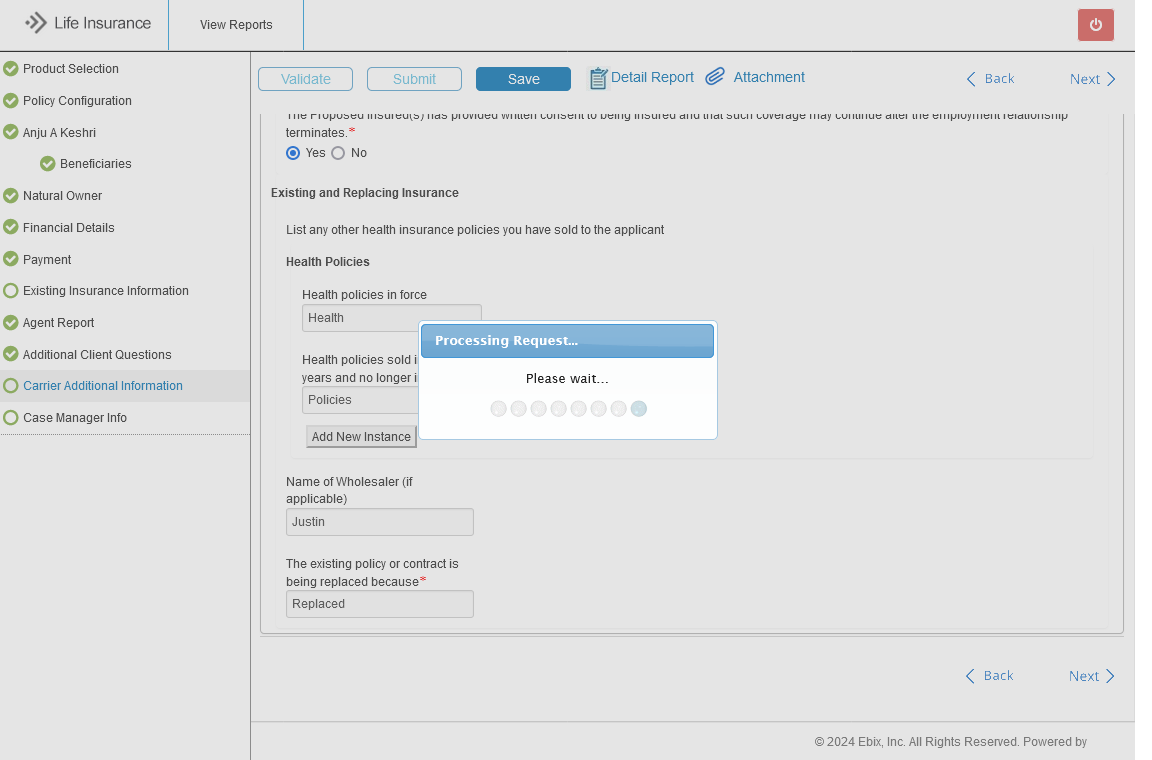 Life Insurance
View Reports
Product Selection
Policy Configuration
Anju A Keshri
Beneficiaries
Natural Owner
Financial Details
Payment
Existing Insurance Information
Agent Report
Additional Client Questions
Carrier Additional Information
Case Manager Info
Validate
Submit
Save
Detail Report
Attachment
Back
Next
The Proposed Insured(s) has provided written consent to being insured and that such coverage may continue after the employment relationship
terminates.*
Yes No
Existing and Replacing Insurance
List any other health insurance policies you have sold to the applicant
Health Policies
Health policies in force
Health
Health policies sold i
years and no longer i
Policies
Add New Instance
Processing Request...
Please wait...
Name of Wholesaler (if
applicable)
Justin
The existing policy or contract is
being replaced because*
Replaced
Back
Next
© 2024 Ebix, Inc. All Rights Reserved. Powered by